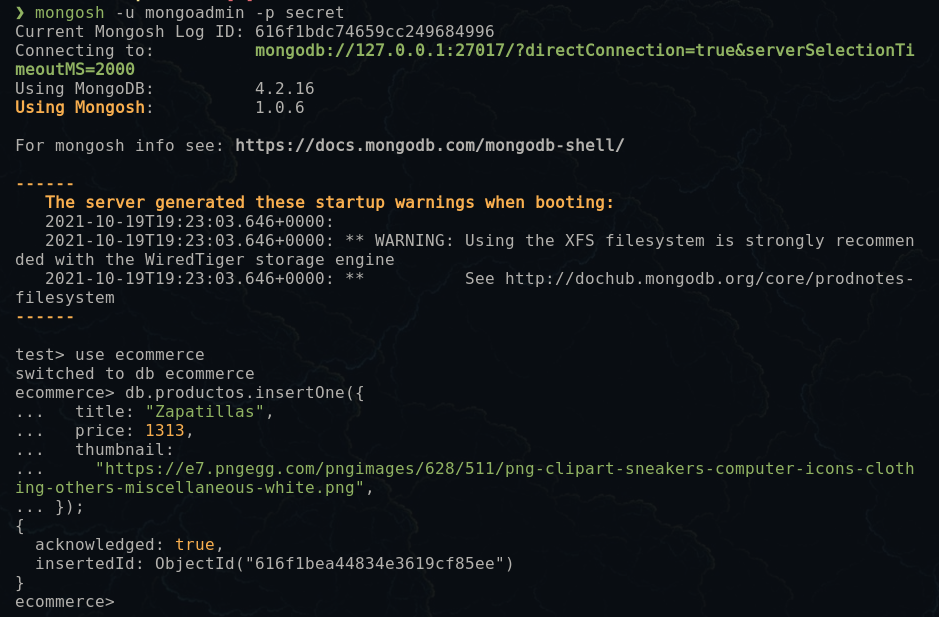 ❯ mongosh -u mongoadmin -p secret
Current Mongosh Log ID: 616f1bdc74659cc249684996
Connecting to:          mongodb://127.0.0.1:27017/?directConnection=true&serverSelectionTi
meoutMS=2000
Using MongoDB:          4.2.16
Using Mongosh:          1.0.6

For mongosh info see: https://docs.mongodb.com/mongodb-shell/

------
   The server generated these startup warnings when booting:
   2021-10-19T19:23:03.646+0000:
   2021-10-19T19:23:03.646+0000: ** WARNING: Using the XFS filesystem is strongly recommen
ded with the WiredTiger storage engine
   2021-10-19T19:23:03.646+0000: **          See http://dochub.mongodb.org/core/prodnotes-
filesystem
------

test> use ecommerce
switched to db ecommerce
ecommerce> db.productos.insertOne({
...   title: "Zapatillas",
...   price: 1313,
...   thumbnail:
...     "https://e7.pngegg.com/pngimages/628/511/png-clipart-sneakers-computer-icons-cloth
ing-others-miscellaneous-white.png",
... });
{
  acknowledged: true,
  insertedId: ObjectId("616f1bea44834e3619cf85ee")
}
ecommerce>